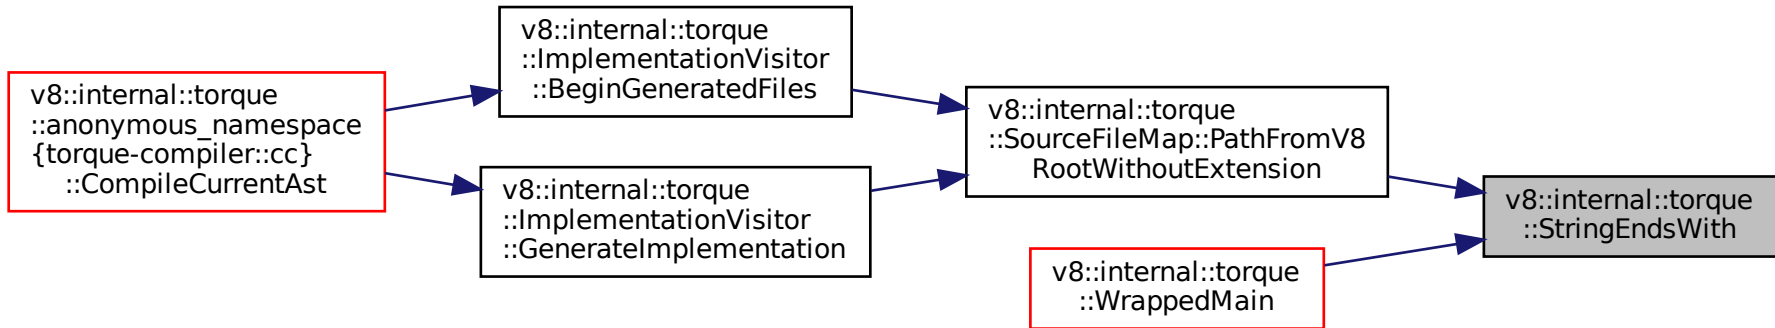 v8::internal::torque
::anonymous_namespace
{torque-compiler::cc}
::CompileCurrentAst
v8::internal::torque
::ImplementationVisitor
::BeginGeneratedFiles
v8::internal::torque
::ImplementationVisitor
::GenerateImplementation
v8::internal::torque
::SourceFileMap::PathFromV8
RootWithoutExtension
v8::internal::torque
::WrappedMain
v8::internal::torque
::StringEndsWith